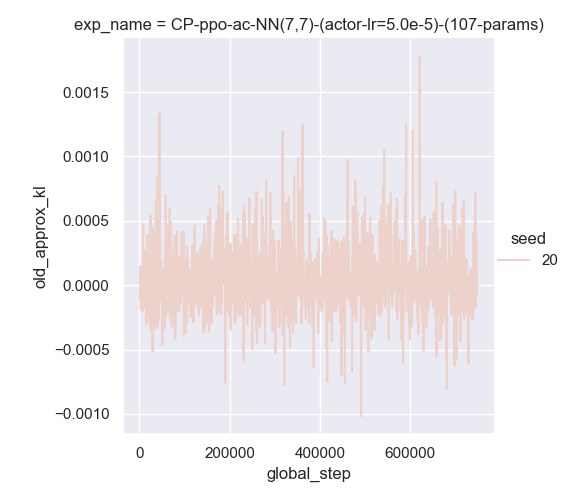 exp_name = CP-ppo-ac-NN(7,7)-(actor-lr=5.0e-5)-(107-params)
0.0015
0.0010
0.0005
0.0000
−0.0005
−0.0010
old_approx_kl
0
200000
400000
600000
global_step
seed
20